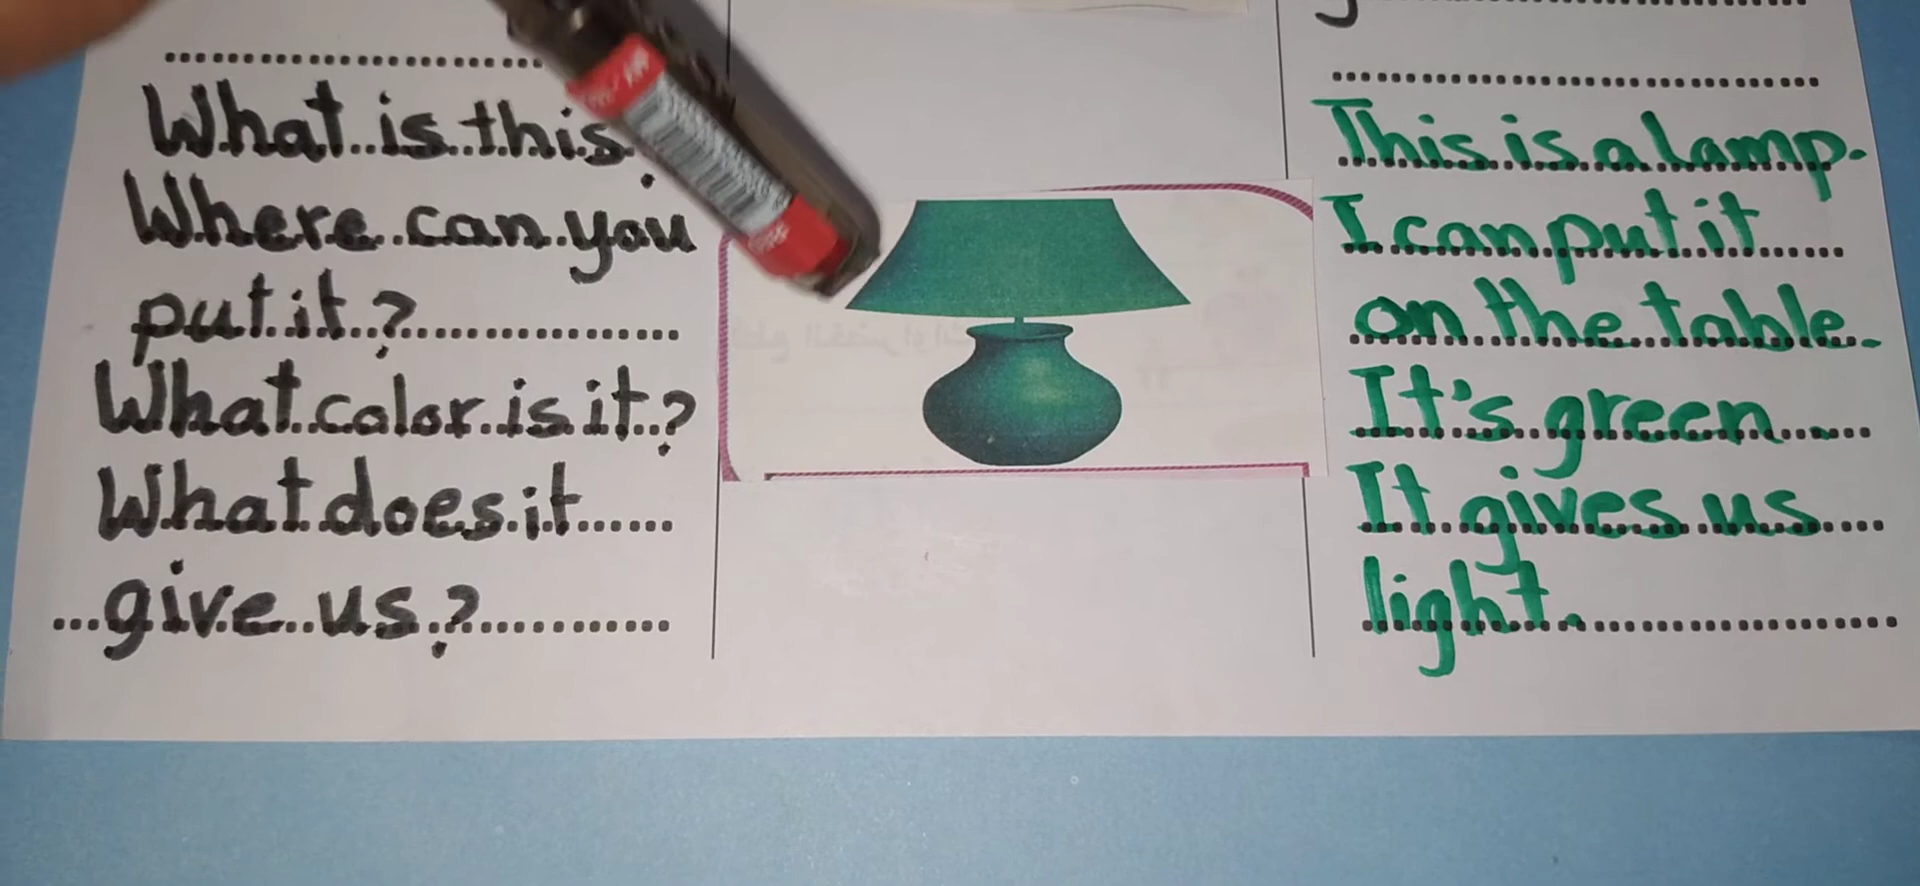 What is this?
Where can you
put it?
What color is it?
What does it
give us?
This is a lamp.
I can put it
on the table.
It's green
It gives us
light.